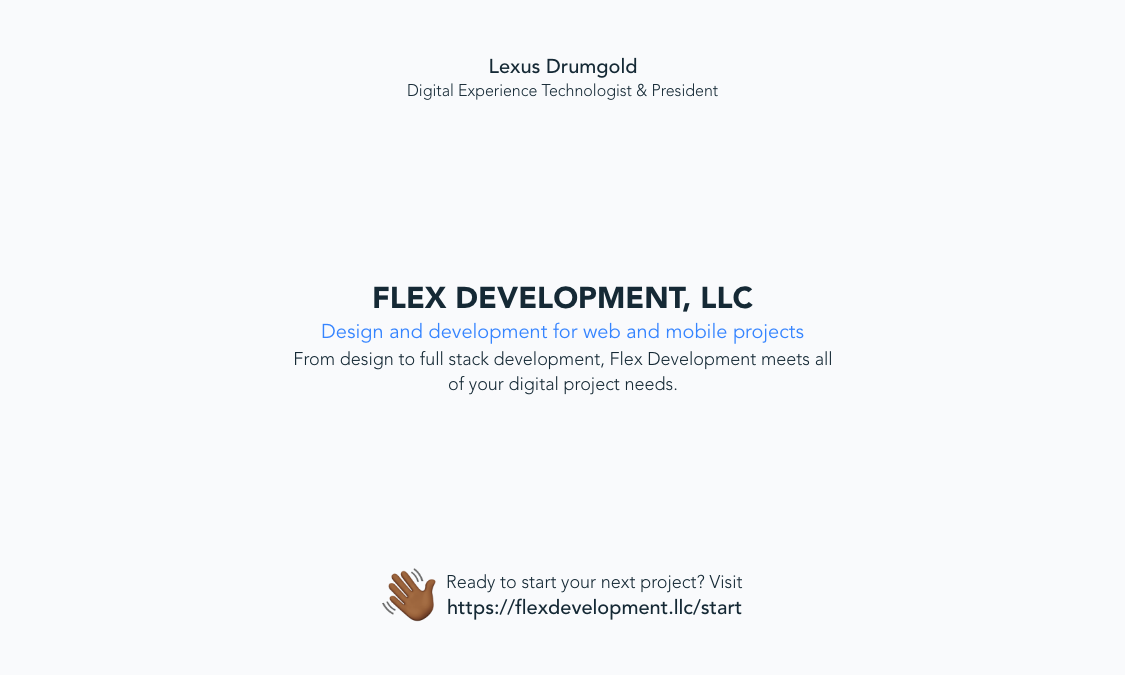 Lexus Drumgold
Digital Experience Technologist & President
FLEX DEVELOPMENT, LLC
Design and development for web and mobile projects
From design to full stack development, Flex Development meets all
of your digital project needs.
Ready to start your next project? Visit
https://flexdevelopment.llc/start